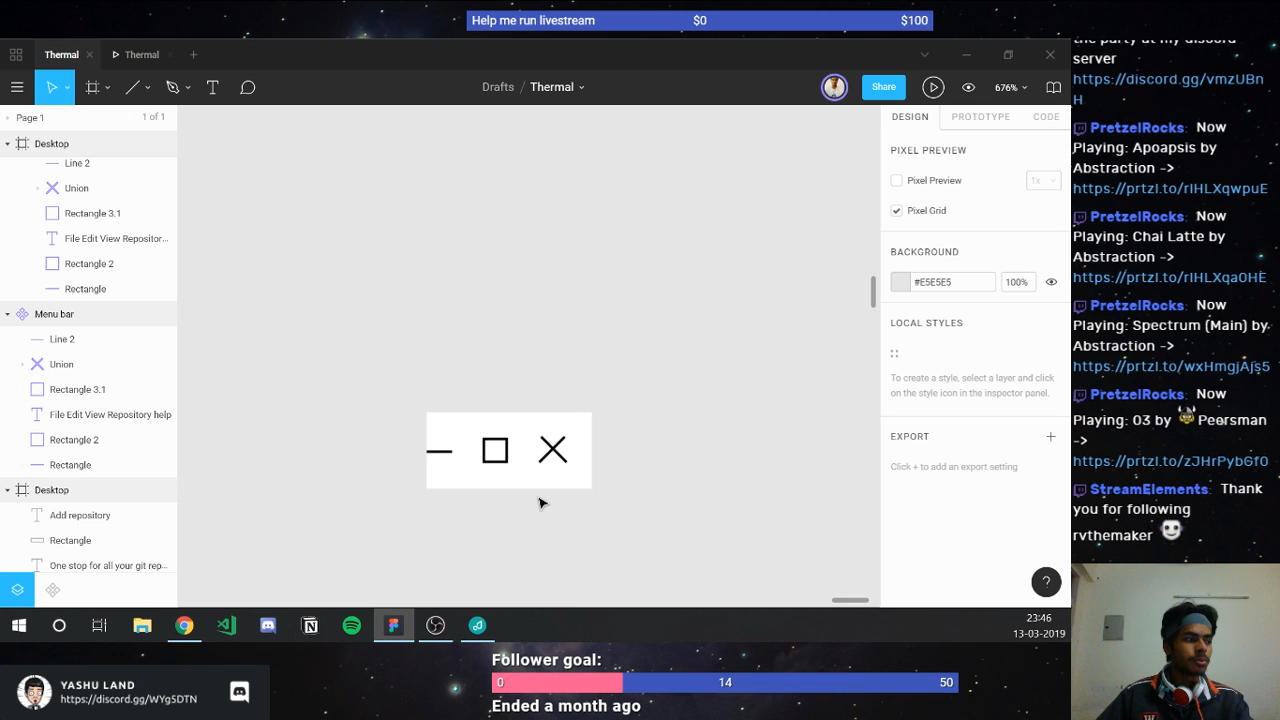 Help me run livestream $0 $100
Thermal
Thermal
Drafts / Thermal
Share
676%
Page 1
1 of 1
Desktop
Line 2
Union
Rectangle 3.1
File Edit View Repositor...
Rectangle 2
Rectangle
Menu bar
Line 2
Union
Rectangle 3.1
File Edit View Repository help
Rectangle 2
Rectangle
Desktop
Add repository
Rectangle
One stop for all your git rep...
DESIGN
PROTOTYPE
CODE
PIXEL PREVIEW
Pixel Preview
1x
Pixel Grid
BACKGROUND
#E5E5E5
100%
LOCAL STYLES
To create a style, select a layer and click
on the style icon in the inspector panel.
EXPORT
Click + to add an export setting
?
23:46
13-03-2019
the party at my discord
server
https://discord.gg/vmzUBn
H
PretzelRocks: Now
Playing: Apoapsis by
Abstraction ->
https://prtzl.to/rIHLXqwpuE
PretzelRocks: Now
Playing: Chai Latte by
Abstraction ->
https://prtzl.to/rIHLXqa0HE
PretzelRocks: Now
Playing: Spectrum (Main) by
Abstraction ->
https://prtzl.to/wxHmgjAjs5
PretzelRocks: Now
Playing: 03 by Peersman
->
https://prtzl.to/zJHrPybGf0
StreamElements: Thank
you for following
rvthemaker
YASHU LAND
https://discord.gg/WYg5DTN
Follower goal:
0 14 50
Ended a month ago